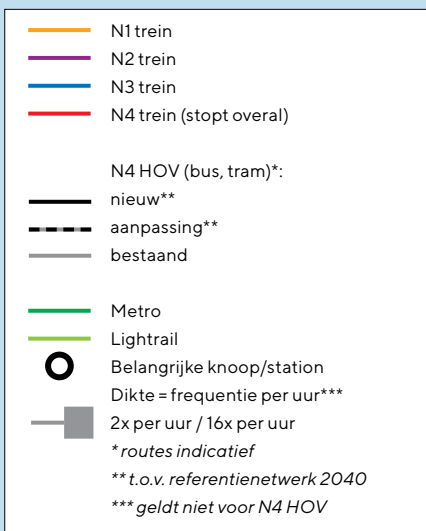 N1 trein
N2 trein
N3 trein
N4 trein (stopt overal)
N4 HOV (bus, tram)*:
nieuw**
aanpassing**
bestaand
Metro
Lightrail
Belangrijke knoop/station
Dikte = frequentie per uur***
2x per uur / 16x per uur
* routes indicatief
** t.o.v. referentienetwerk 2040
*** geldt niet voor N4 HOV